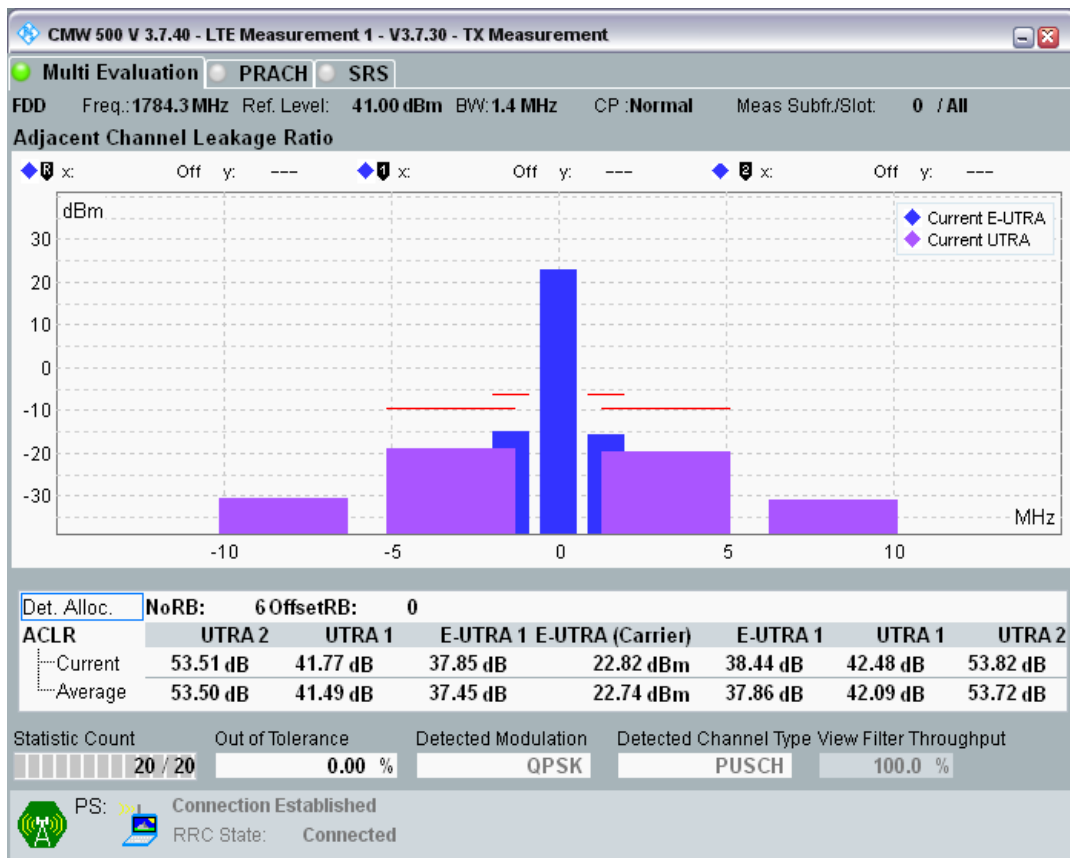 CMW 500 V 3.7.40 - LTE Measurement 1 - V3.7.30 - TX Measurement
Multi Evaluation PRACH SRS
FDD Freq.: 1784.3 MHz Ref. Level: 41.00 dBm BW: 1.4 MHz CP :Normal Meas Subfr./Slot: 0 / All
Adjacent Channel Leakage Ratio
R x: Off y: --- 1 x: Off y: --- 2 x: Off y: ---
dBm
Current E-UTRA
Current UTRA
30
20
10
0
-10
-20
-30
MHz
-10 -5 0 5 10
Det. Alloc. NoRB: 6 OffsetRB: 0
ACLR UTRA 2 UTRA 1 E-UTRA 1 E-UTRA (Carrier) E-UTRA 1 UTRA 1 UTRA 2
Current 53.51 dB 41.77 dB 37.85 dB 22.82 dBm 38.44 dB 42.48 dB 53.82 dB
Average 53.50 dB 41.49 dB 37.45 dB 22.74 dBm 37.86 dB 42.09 dB 53.72 dB
Statistic Count Out of Tolerance Detected Modulation Detected Channel Type View Filter Throughput
20 / 20 0.00 % QPSK PUSCH 100.0 %
PS: Connection Established
RRC State: Connected